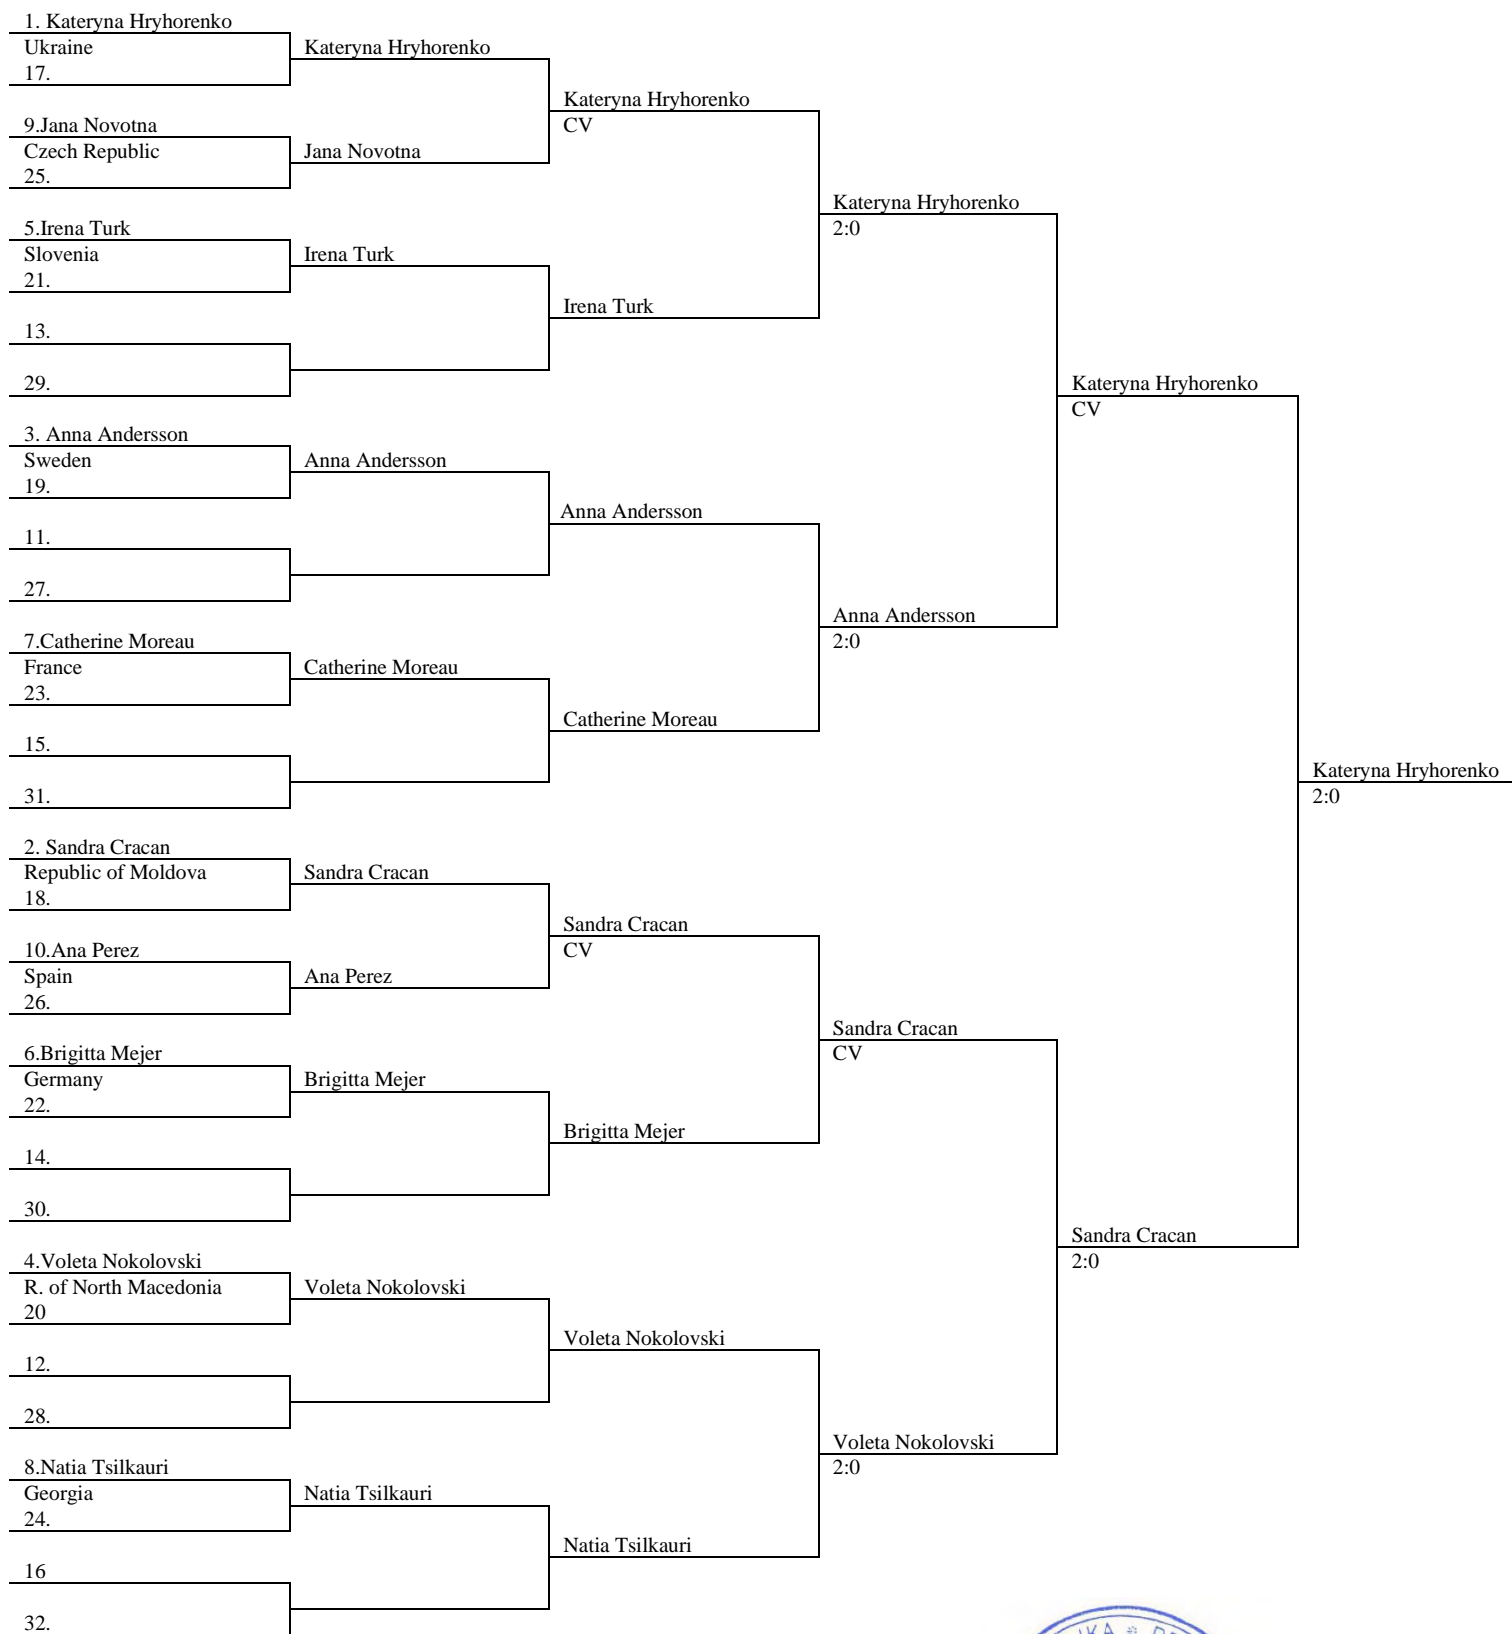 1. Kateryna Hryhorenko
Ukraine
17.
9.Jana Novotna
Czech Republic
25.
5.Irena Turk
Slovenia
21.
13.
29.
3. Anna Andersson
Sweden
19.
11.
27.
7.Catherine Moreau
France
23.
15.
31.
2. Sandra Cracan
Republic of Moldova
18.
10.Ana Perez
Spain
26.
6.Brigitta Mejer
Germany
22.
14.
30.
4.Voleta Nokolovski
R. of North Macedonia
20
12.
28.
8.Natia Tsilkauri
Georgia
24.
16
32.
Kateryna Hryhorenko
Jana Novotna
Irena Turk
Anna Andersson
Catherine Moreau
Sandra Cracan
Ana Perez
Brigitta Mejer
Voleta Nokolovski
Natia Tsilkauri
Kateryna Hryhorenko
CV
Irena Turk
Anna Andersson
Catherine Moreau
Sandra Cracan
CV
Brigitta Mejer
Voleta Nokolovski
Natia Tsilkauri
Kateryna Hryhorenko
2:0
Anna Andersson
2:0
Sandra Cracan
CV
Voleta Nokolovski
2:0
Kateryna Hryhorenko
CV
Sandra Cracan
2:0
Kateryna Hryhorenko
2:0